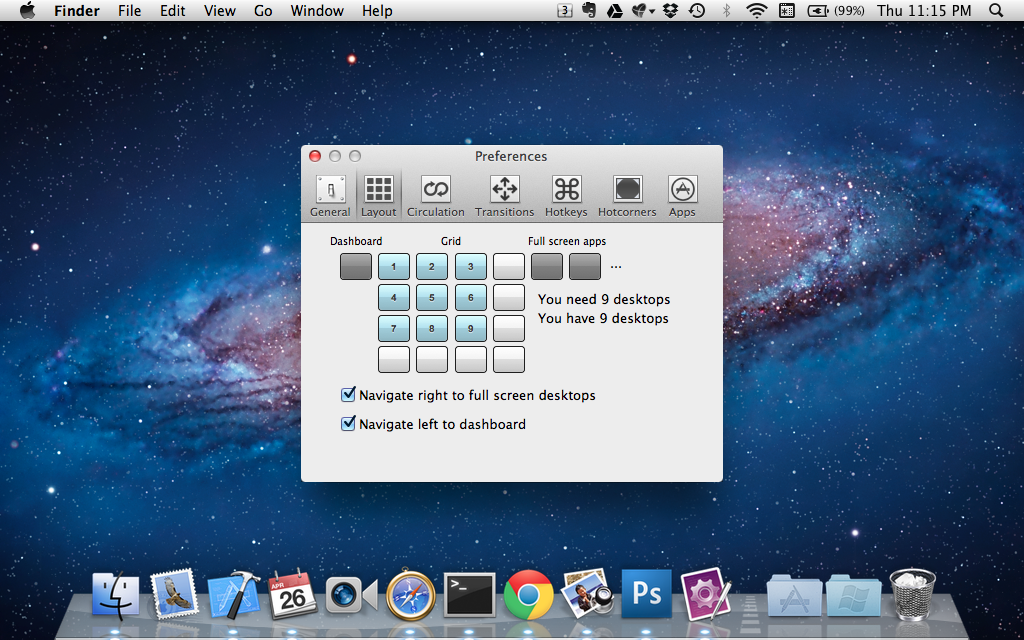 Finder File Edit View Go Window Help 3 (99%) Thu 11:15 PM
Preferences
General Layout Circulation Transitions Hotkeys Hotcorners Apps
Dashboard Grid Full screen apps
1 2 3 ...
4 5 6
You need 9 desktops
You have 9 desktops
7 8 9
Navigate right to full screen desktops
Navigate left to dashboard
APR
26
>_
Ps